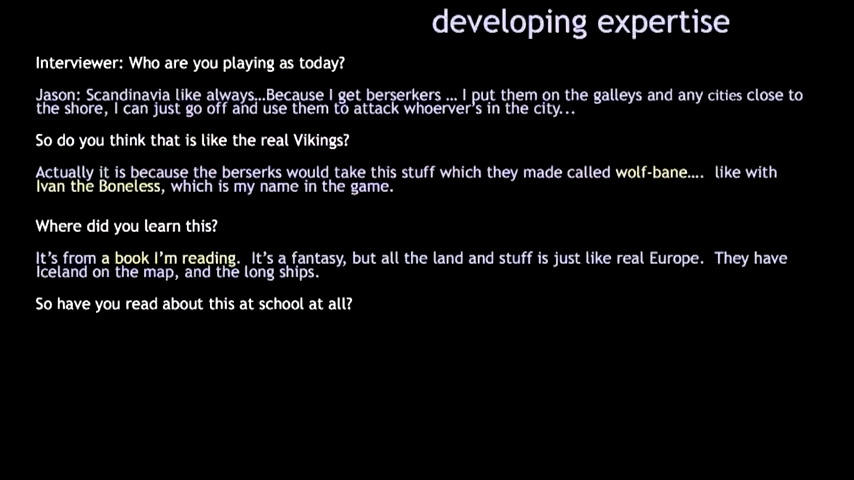 developing expertise
Interviewer: Who are you playing as today?
Jason: Scandinavia like always…Because I get berserkers … I put them on the galleys and any cities close to
the shore, I can just go off and use them to attack whoerver's in the city...
So do you think that is like the real Vikings?
Actually it is because the berserks would take this stuff which they made called wolf-bane…. like with
Ivan the Boneless, which is my name in the game.
Where did you learn this?
It's from a book I'm reading. It's a fantasy, but all the land and stuff is just like real Europe. They have
Iceland on the map, and the long ships.
So have you read about this at school at all?